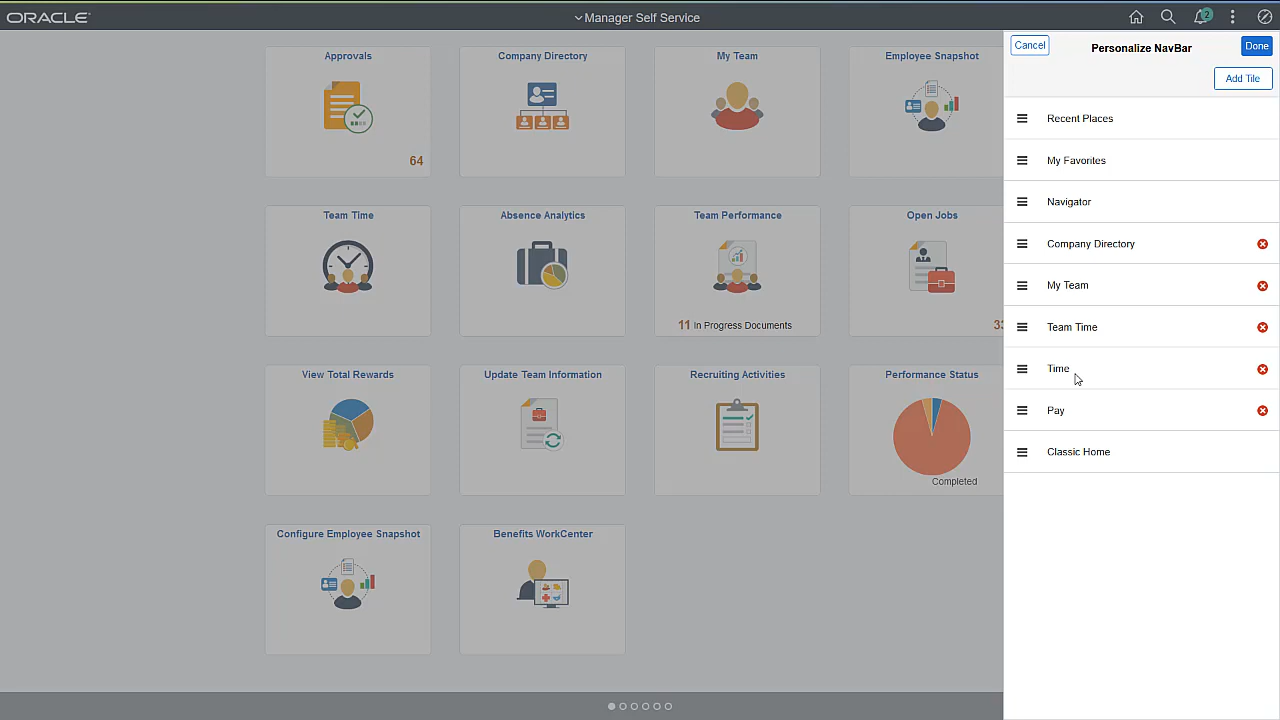 ORACLE
Manager Self Service
2
Approvals
64
Company Directory
My Team
Employee Snapshot
Team Time
Absence Analytics
Team Performance
11 In Progress Documents
Open Jobs
View Total Rewards
Update Team Information
Recruiting Activities
Performance Status
Completed
Configure Employee Snapshot
Benefits WorkCenter
Cancel
Personalize NavBar
Done
Add Tile
Recent Places
My Favorites
Navigator
Company Directory
My Team
Team Time
Time
Pay
Classic Home